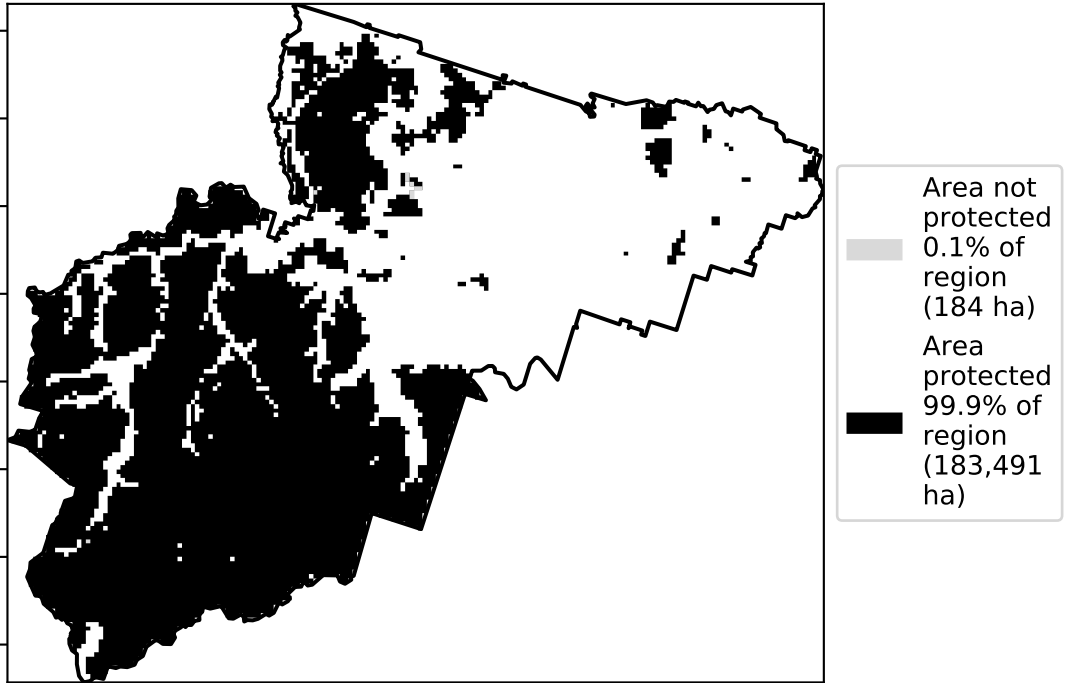 Area not
protected
0.1% of
region
(184 ha)
Area
protected
99.9% of
region
(183,491
ha)